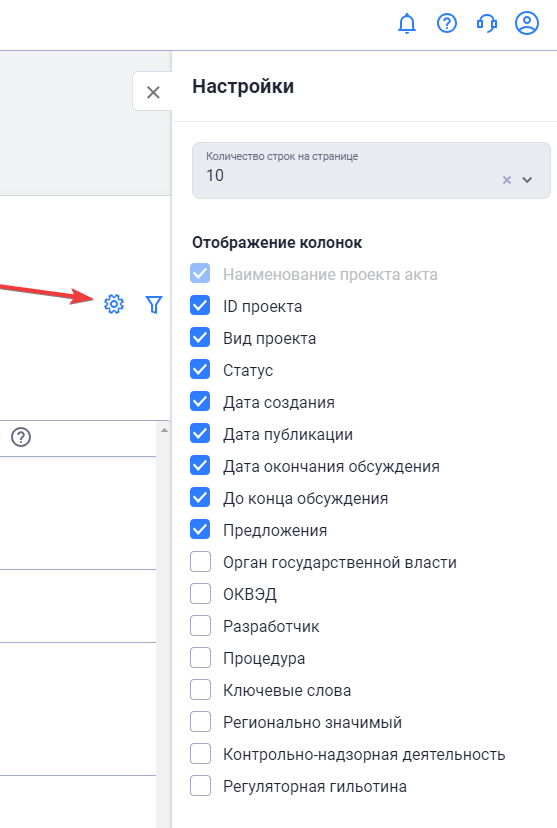 Настройки
Количество строк на странице
10
Отображение колонок
Наименование проекта акта
ID проекта
Вид проекта
Статус
Дата создания
Дата публикации
Дата окончания обсуждения
До конца обсуждения
Предложения
Орган государственной власти
ОКВЭД
Разработчик
Процедура
Ключевые слова
Регионально значимый
Контрольно-надзорная деятельность
Регуляторная гильотина